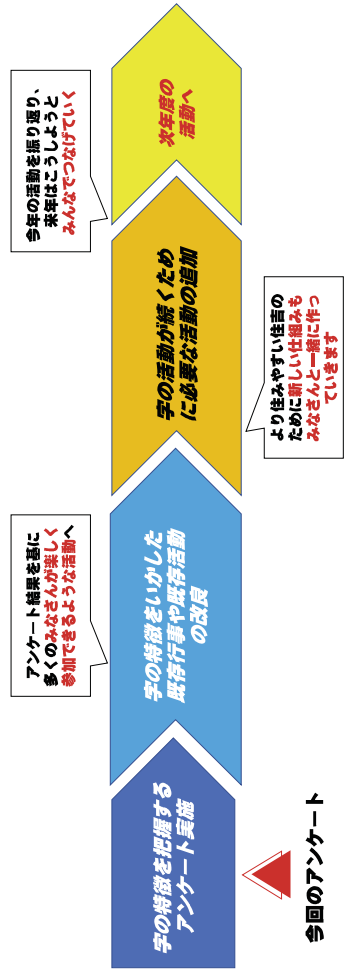 字の特徴を把握する
アンケート実施
今回のアンケート
アンケート結果を基に
多くのみなさんが楽しく
参加できるような活動へ
字の特徴をいかした
既存行事や既存活動
の改良
字の活動が続くため
に必要な活動の追加
より住みやすい住吉の
ために新しい仕組みも
みなさんと一緒に作っ
ていきます
今年の活動を振り返り、
来年はこうしようと
みんなでつなげていく
次年度の
活動へ